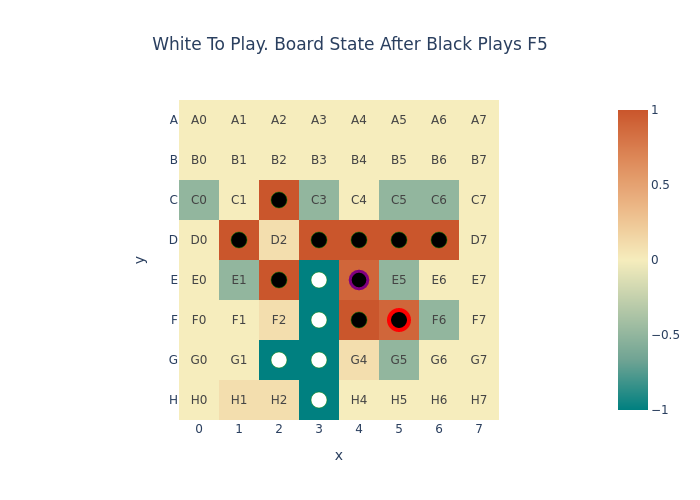 White To Play. Board State After Black Plays F5
A A0 A1 A2 A3 A4 A5 A6 A7
B B0 B1 B2 B3 B4 B5 B6 B7
C C0 C1 C3 C4 C5 C6 C7
D D0 D2 D7
E E0 E1 E5 E6 E7
F F0 F1 F2 F6 F7
G G0 G1 G4 G5 G6 G7
H H0 H1 H2 H4 H5 H6 H7
0 1 2 3 4 5 6 7
x
y
1
0.5
0
−0.5
−1